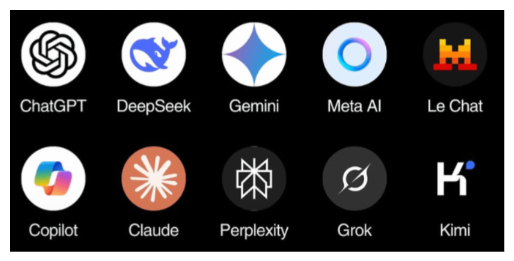 ChatGPT DeepSeek Gemini Meta AI Le Chat
Copilot Claude Perplexity Grok Kimi